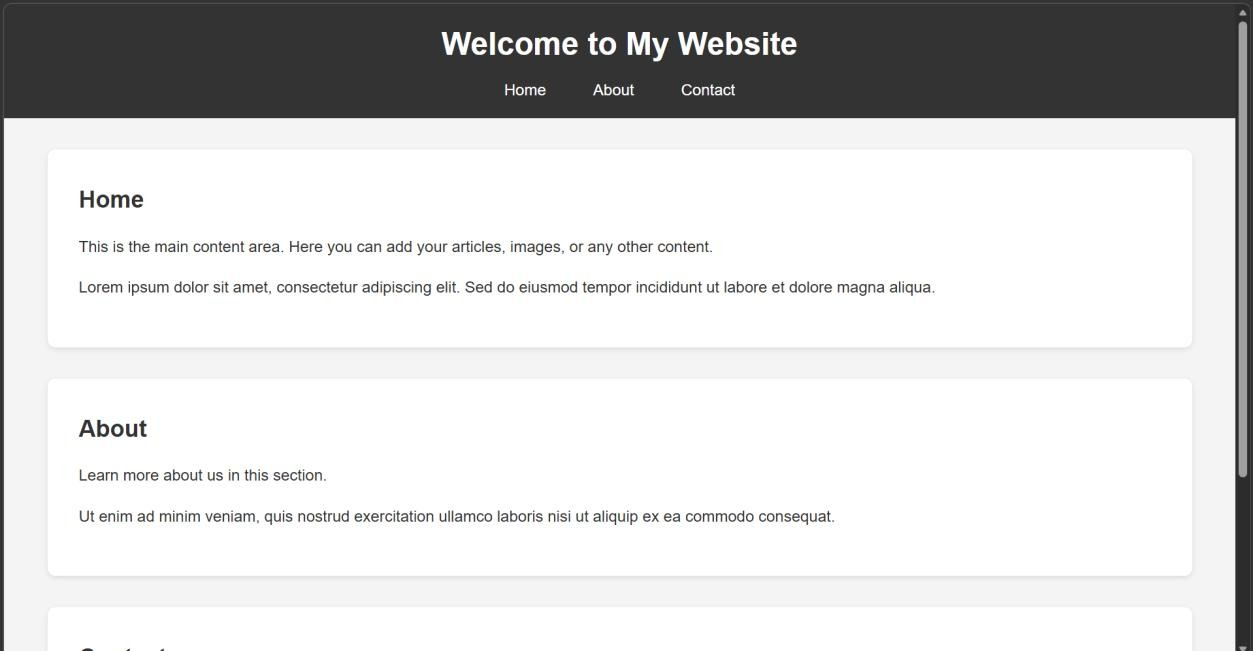 Welcome to My Website
Home About Contact
Home
This is the main content area. Here you can add your articles, images, or any other content.
Lorem ipsum dolor sit amet, consectetur adipiscing elit. Sed do eiusmod tempor incididunt ut labore et dolore magna aliqua.
About
Learn more about us in this section.
Ut enim ad minim veniam, quis nostrud exercitation ullamco laboris nisi ut aliquip ex ea commodo consequat.